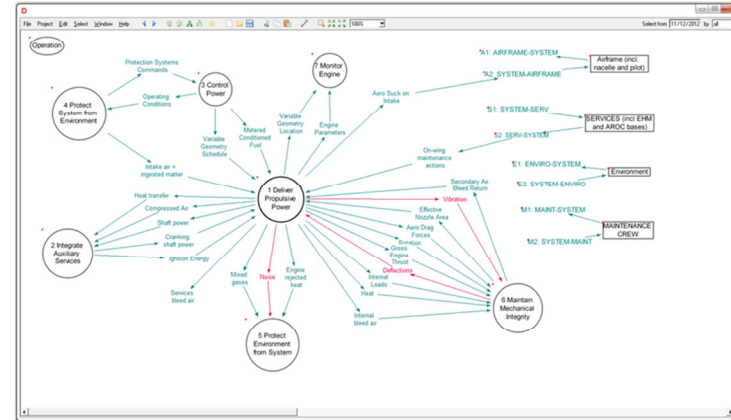 D
File Project Edit Select Window Help
100%
Select from 11/12/2012 by all
Operation
Protection Systems
Commands
3 Control
Power
7 Monitor
Engine
A1: AIRFRAME-SYSTEM
Airframe (incl.
nacelle and pilot)
A2: SYSTEM-AIRFRAME
4 Protect
System from
Environment
Operating
Conditions
Variable
Geometry
Location
Aero Suck on
Intake
S1: SYSTEM-SERV
SERVICES (incl EHM
and AROC bases)
Variable
Geometry
Schedule
Metered
Conditioned
Fuel
Engine
Parameters
S2: SERV-SYSTEM
On-wing
maintenance
actions
Intake air +
ingested matter
E1: ENVIRO-SYSTEM
Environment
SYSTEM-ENVIRO
Heat transfer
1 Deliver
Propulsive
Power
Secondary Air
Bleed Return
Vibration
Compressed Air
Effective
Nozzle Area
M1: MAINT-SYSTEM
Shaft power
Aero Drag
Forces
MAINTENANCE
CREW
2 Integrate
Auxiliary
Services
Cranking
shaft power
Gross
Engine
Thrust
M2: SYSTEM-MAINT
Ignition Energy
Deflections
Mixed
gases
Noise
Engine
rejected
heat
Internal
Loads
Services
bleed air
Heat
6 Maintain
Mechanical
Integrity
Internal
bleed air
5 Protect
Environment
from System